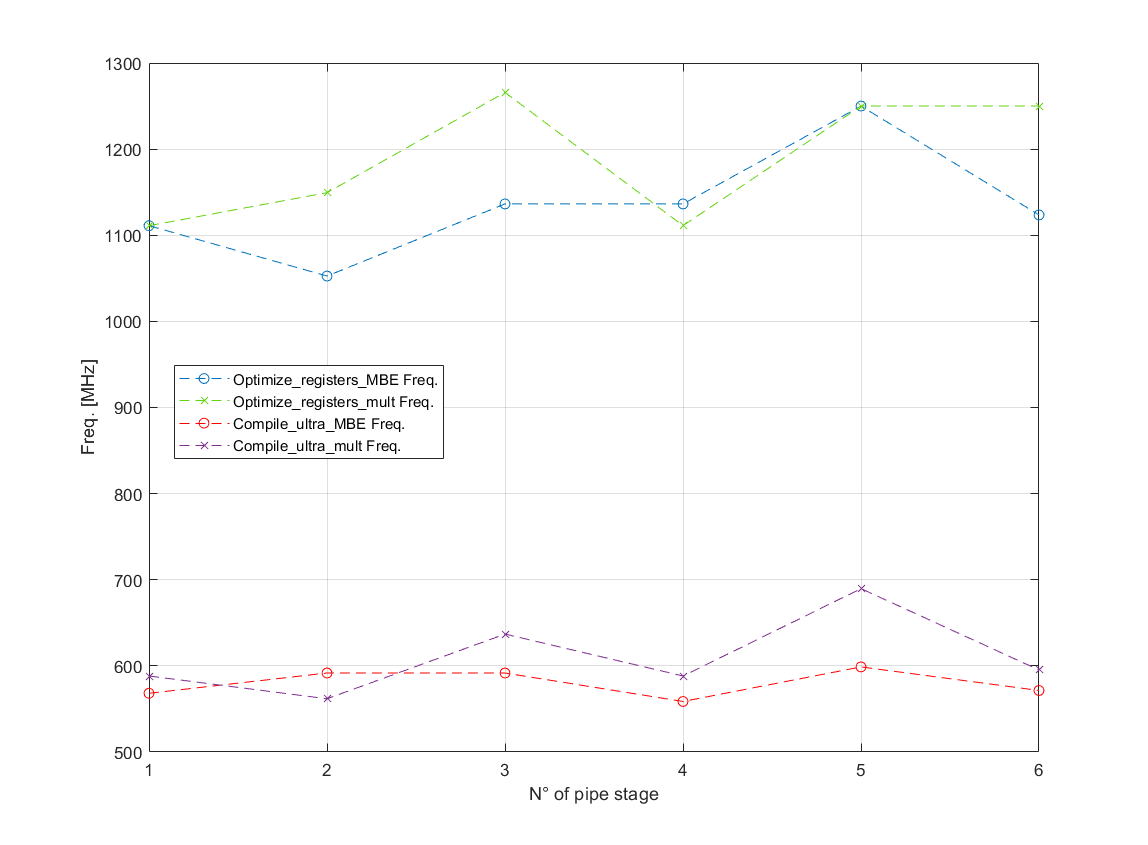 1300
1200
1100
1000
900
800
700
600
500
Freq. [MHz]
Optimize_registers_MBE Freq.
Optimize_registers_mult Freq.
Compile_ultra_MBE Freq.
Compile_ultra_mult Freq.
1 2 3 4 5 6
N° of pipe stage